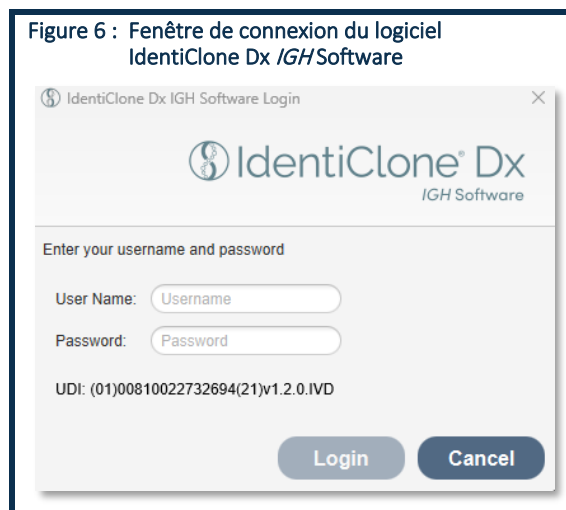 Figure 6 : Fenêtre de connexion du logiciel
IdentiClone Dx IGH Software
IdentiClone Dx IGH Software Login
IdentiClone® Dx
IGH Software
Enter your username and password
User Name: Username
Password: Password
UDI: (01)00810022732694(21)v1.2.0.IVD
Login Cancel